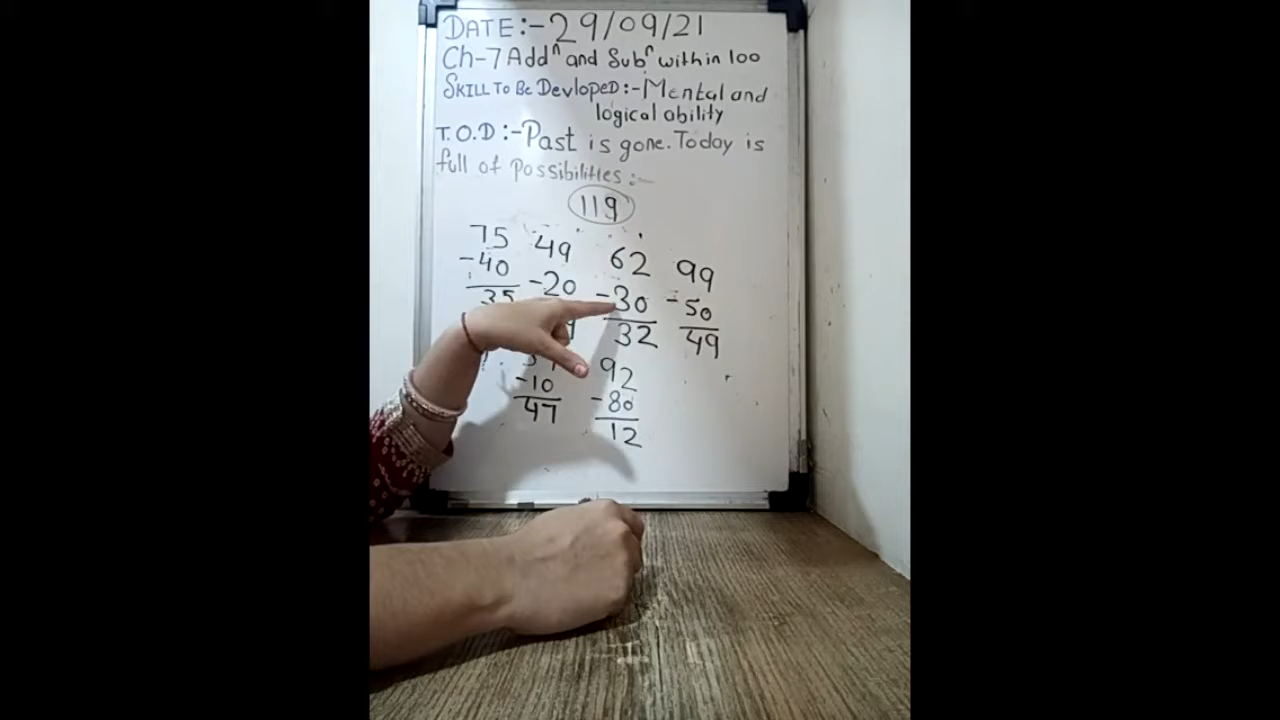 DATE:-29/09/21
Ch-7 Addⁿ and Subⁿ within 100
SKILL TO BE DEVLOPED:-Mental and
logical ability
T.O.D:-Past is gone. Today is
full of Possibilities:-
119
75 49 62 99
-40 -20 -30 -50
35 9 32 49
92
-10 -80
47 12